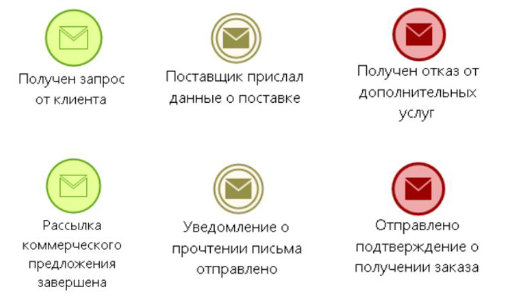 Получен запрос
от клиента
Поставщик прислал
данные о поставке
Получен отказ от
дополнительных
услуг
Рассылка
коммерческого
предложения
завершена
Уведомление о
прочтении письма
отправлено
Отправлено
подтверждение о
получении заказа